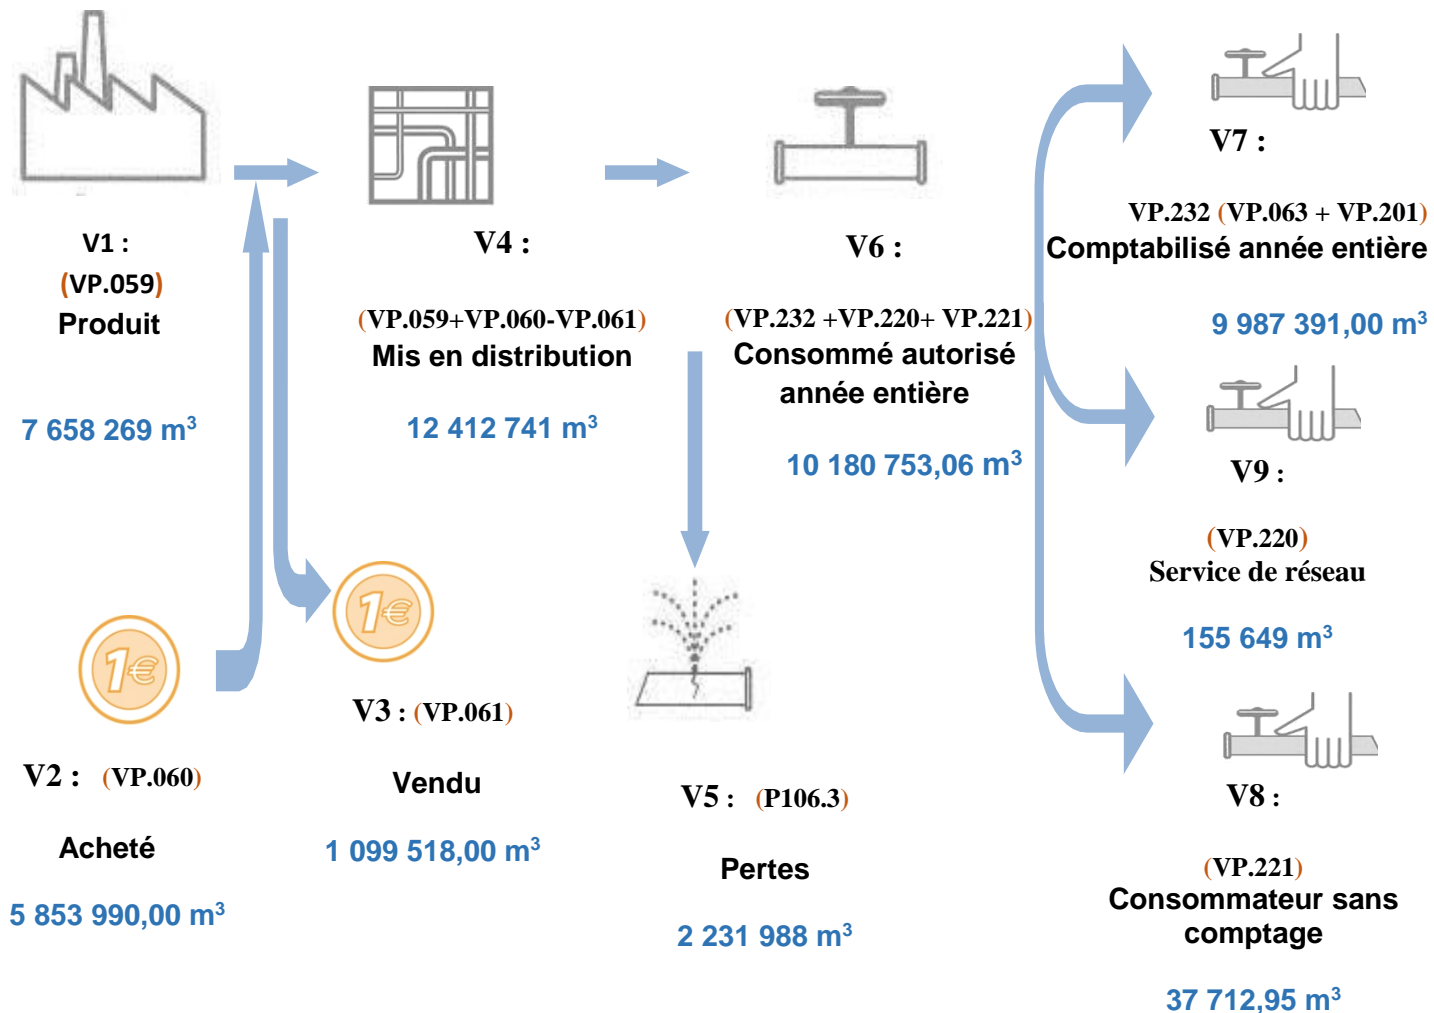 V1 :
(VP.059)
Produit
7 658 269 m³
1€
V2 : (VP.060)
Acheté
5 853 990,00 m³
1€
V3 : (VP.061)
Vendu
1 099 518,00 m³
V4 :
(VP.059+VP.060-VP.061)
Mis en distribution
12 412 741 m³
V5 : (P106.3)
Pertes
2 231 988 m³
V6 :
(VP.232 +VP.220+ VP.221)
Consommé autorisé
année entière
10 180 753,06 m³
V7 :
VP.232 (VP.063 + VP.201)
Comptabilisé année entière
9 987 391,00 m³
V9 :
(VP.220)
Service de réseau
155 649 m³
V8 :
(VP.221)
Consommateur sans
comptage
37 712,95 m³